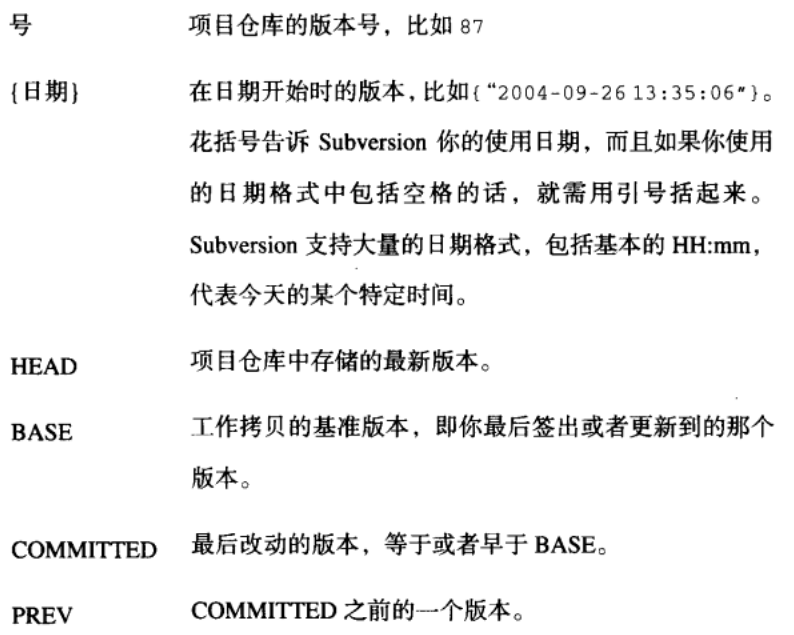 号 项目仓库的版本号，比如 87
{日期} 在日期开始时的版本，比如{“2004-09-26 13:35:06”}。
花括号告诉 Subversion 你的使用日期，而且如果你使用
的日期格式中包括空格的话，就需用引号括起来。
Subversion 支持大量的日期格式，包括基本的 HH:mm，
代表今天的某个特定时间。
HEAD 项目仓库中存储的最新版本。
BASE 工作拷贝的基准版本，即你最后签出或者更新到的那个
版本。
COMMITTED 最后改动的版本，等于或者早于 BASE。
PREV COMMITTED 之前的一个版本。